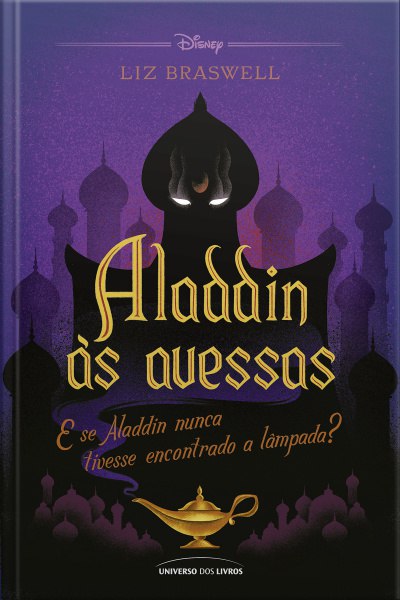 Disney
LIZ BRASWELL
Aladdin
às avessas
E se Aladdin nunca
tivesse encontrado a lâmpada?
UNIVERSO DOS LIVROS